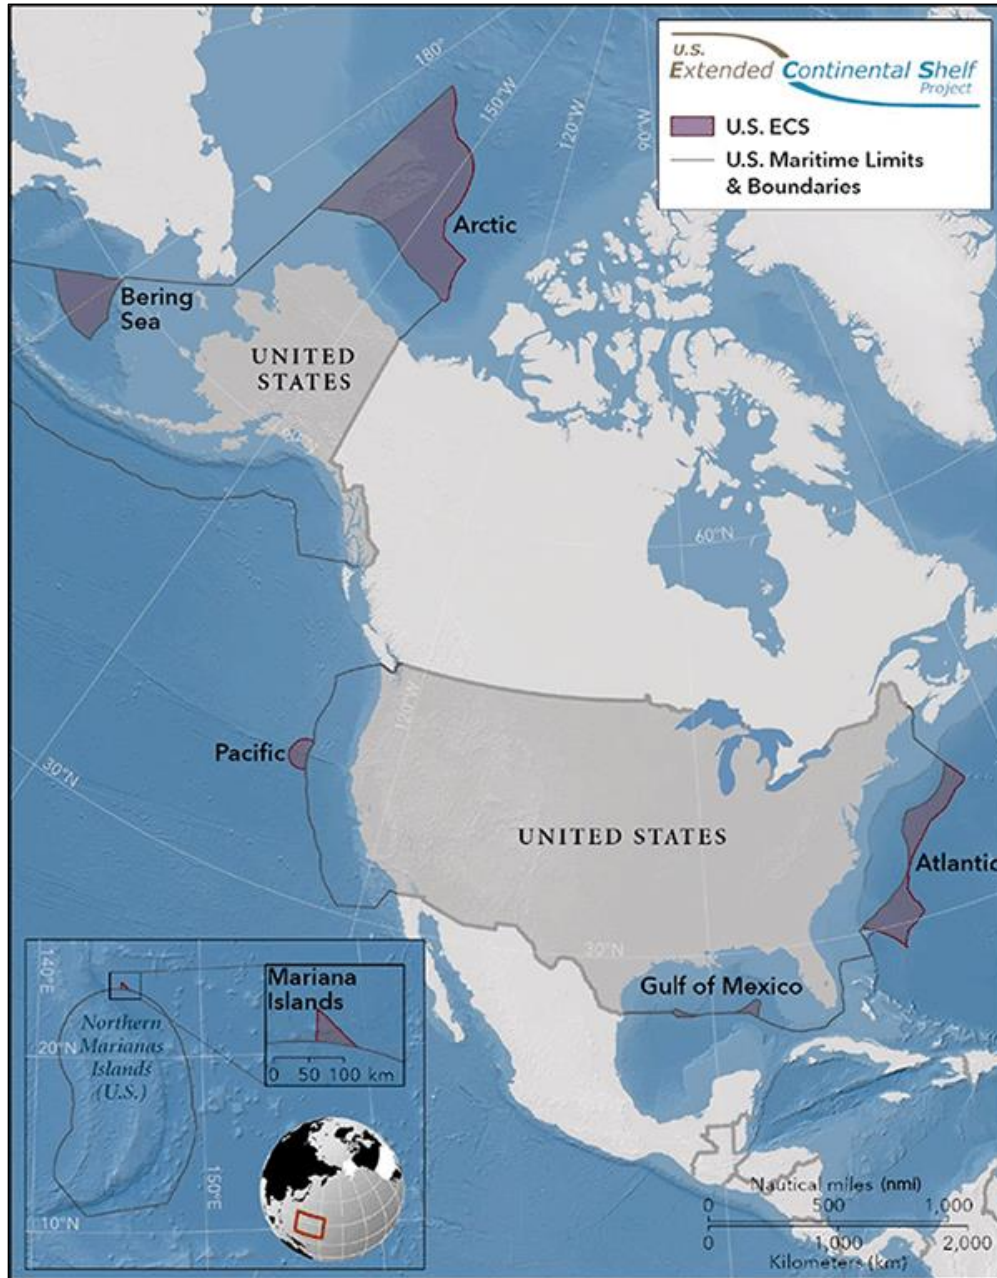 U.S.
Extended Continental Shelf
Project
U.S. ECS
U.S. Maritime Limits
& Boundaries
180°
150°W
120°W
90°W
Arctic
Bering
Sea
UNITED
STATES
60°N
120°W
Pacific
30°N
UNITED STATES
Atlantic
30°N
Gulf of Mexico
140°E
Mariana
Islands
0 50 100 km
Northern
Marianas
Islands
(U.S.)
20°N
150°E
10°N
Nautical miles (nmi)
0 500 1,000
0 1,000 2,000
Kilometers (km)